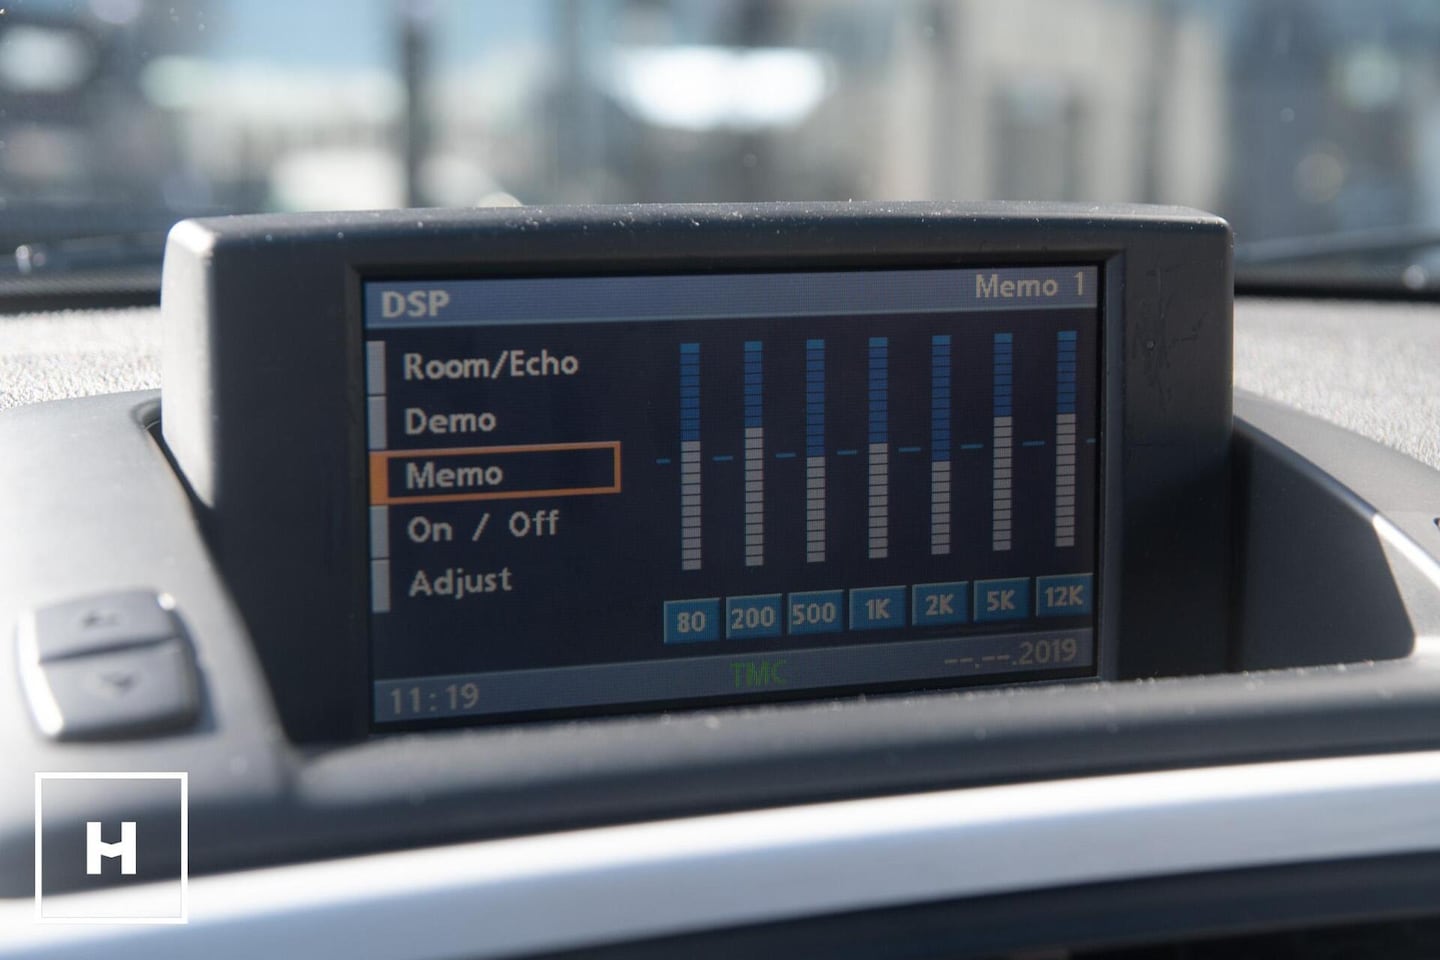 DSP
Memo 1
Room/Echo
Demo
Memo
On / Off
Adjust
80 200 500 1K 2K 5K 12K
11:19 TMC --.--.2019
H